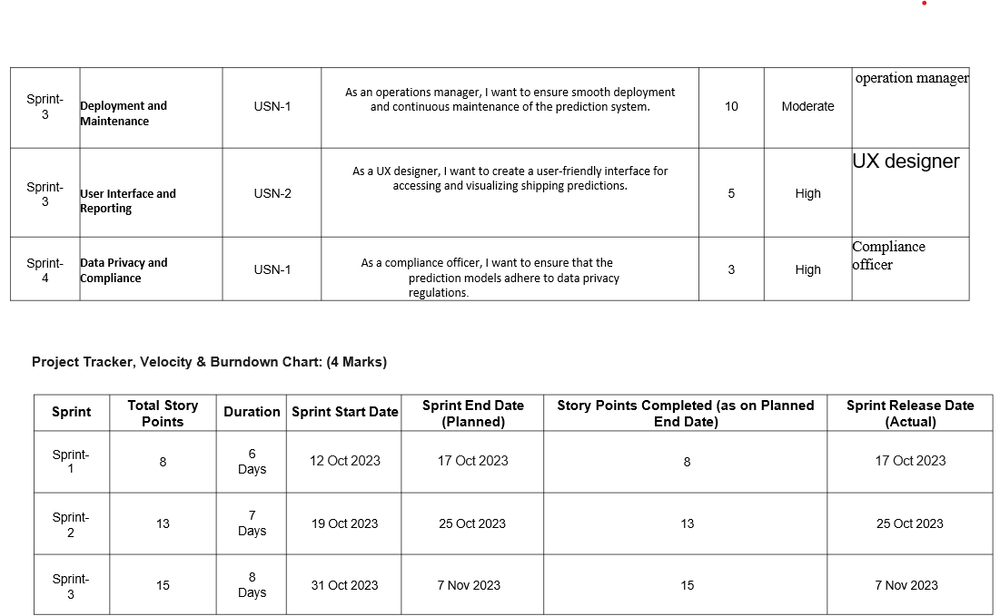 Sprint-
3
Deployment and
Maintenance
USN-1
As an operations manager, I want to ensure smooth deployment
and continuous maintenance of the prediction system.
10
Moderate
operation manager
Sprint-
3
User Interface and
Reporting
USN-2
As a UX designer, I want to create a user-friendly interface for
accessing and visualizing shipping predictions.
5
High
UX designer
Sprint-
4
Data Privacy and
Compliance
USN-1
As a compliance officer, I want to ensure that the
prediction models adhere to data privacy
regulations.
3
High
Compliance
officer
Project Tracker, Velocity & Burndown Chart: (4 Marks)
Sprint
Total Story
Points
Duration
Sprint Start Date
Sprint End Date
(Planned)
Story Points Completed (as on Planned
End Date)
Sprint Release Date
(Actual)
Sprint-
1
8
6
Days
12 Oct 2023
17 Oct 2023
8
17 Oct 2023
Sprint-
2
13
7
Days
19 Oct 2023
25 Oct 2023
13
25 Oct 2023
Sprint-
3
15
8
Days
31 Oct 2023
7 Nov 2023
15
7 Nov 2023